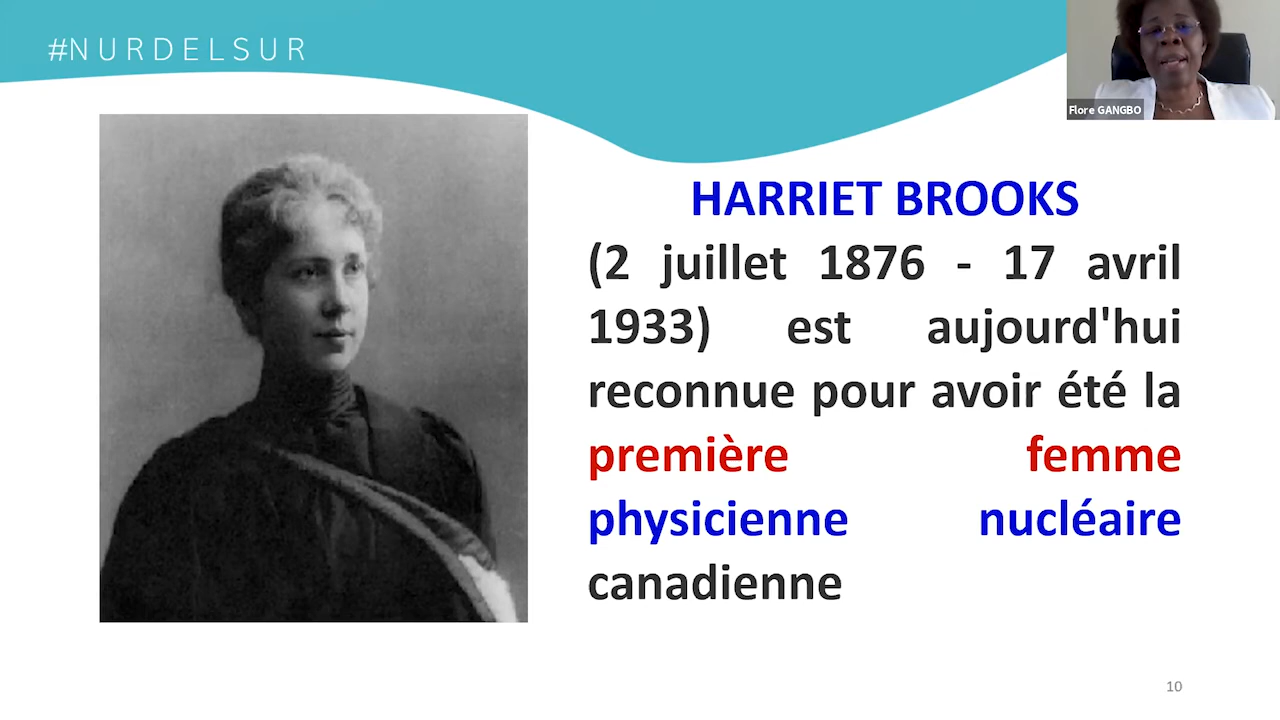 #NURDELSUR
Flore GANGBO
HARRIET BROOKS
(2 juillet 1876 - 17 avril
1933) est aujourd'hui
reconnue pour avoir été la
première femme
physicienne nucléaire
canadienne
10